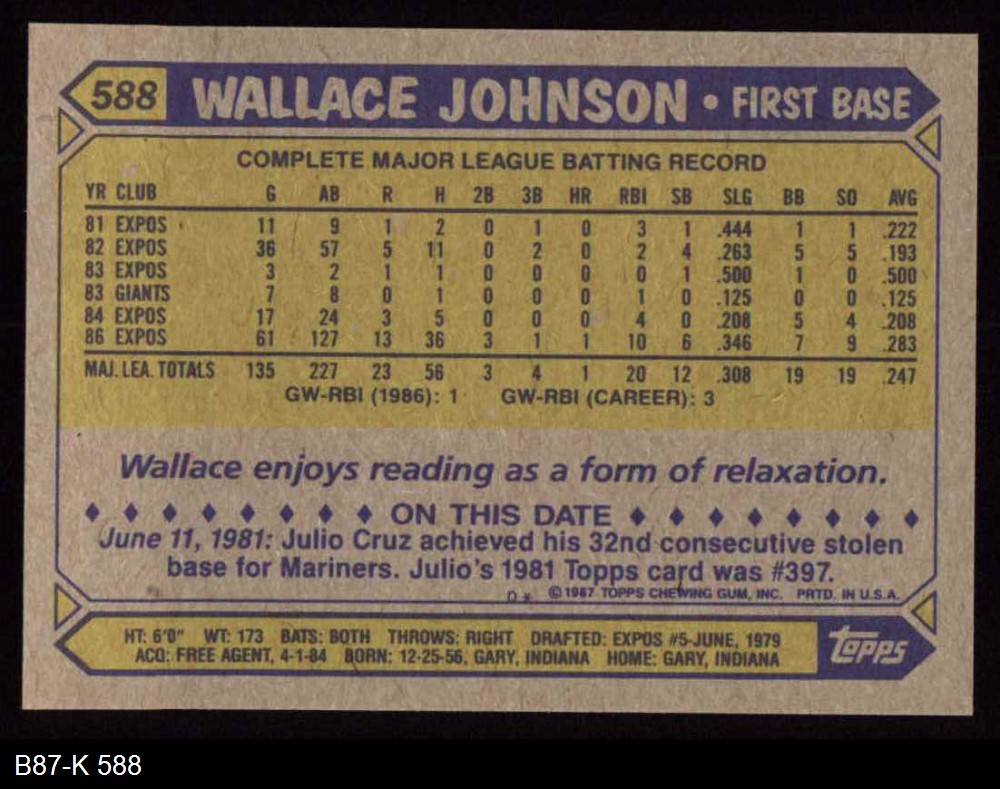 588 WALLACE JOHNSON • FIRST BASE
COMPLETE MAJOR LEAGUE BATTING RECORD
YR CLUB G AB R H 2B 3B HR RBI SB SLG BB SO AVG
81 EXPOS 11 9 1 2 0 1 0 3 1 .444 1 1 .222
82 EXPOS 36 57 5 11 0 2 0 2 4 .263 5 5 .193
83 EXPOS 3 2 1 1 0 0 0 0 1 .500 1 0 .500
83 GIANTS 7 8 0 1 0 0 0 1 0 .125 0 0 .125
84 EXPOS 17 24 3 5 0 0 0 4 0 .208 5 4 .208
86 EXPOS 61 127 13 36 3 1 1 10 6 .346 7 9 .283
MAJ. LEA. TOTALS 135 227 23 56 3 4 1 20 12 .308 19 19 .247
GW-RBI (1986): 1 GW-RBI (CAREER): 3
Wallace enjoys reading as a form of relaxation.
ON THIS DATE
June 11, 1981: Julio Cruz achieved his 32nd consecutive stolen
base for Mariners. Julio's 1981 Topps card was #397.
D* ©1987 TOPPS CHEWING GUM, INC. PRTD. IN U.S.A.
HT: 6'0" WT: 173 BATS: BOTH THROWS: RIGHT DRAFTED: EXPOS #5-JUNE, 1979
ACQ: FREE AGENT, 4-1-84 BORN: 12-25-56, GARY, INDIANA HOME: GARY, INDIANA
topps
B87-K 588